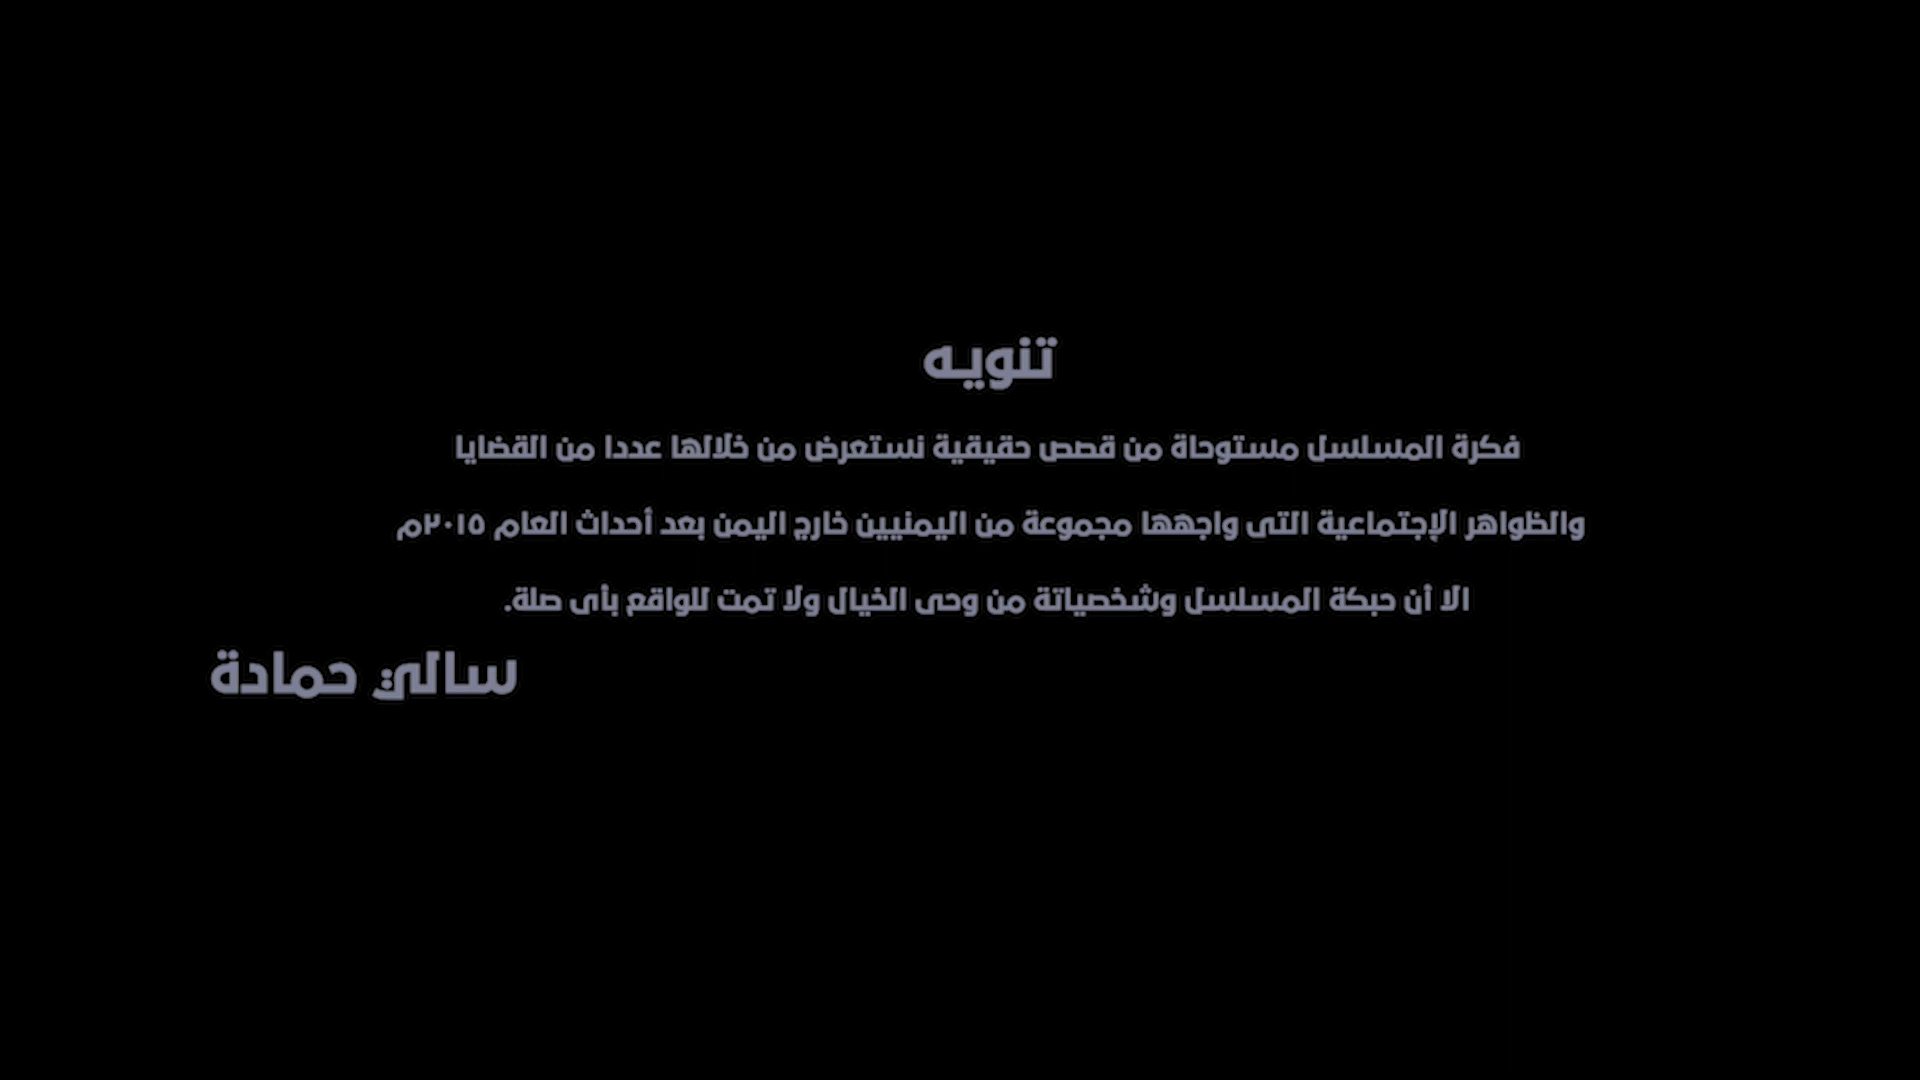 تنويه
فكرة المسلسل مستوحاة من قصص حقيقية نستعرض من خلالها عددا من القضايا
والظواهر الإجتماعية التى واجهها مجموعة من اليمنيين خارج اليمن بعد أحداث العام ٢٠١٥م
الا أن حبكة المسلسل وشخصياتة من وحى الخيال ولا تمت للواقع بأى صلة.
سالي حمادة